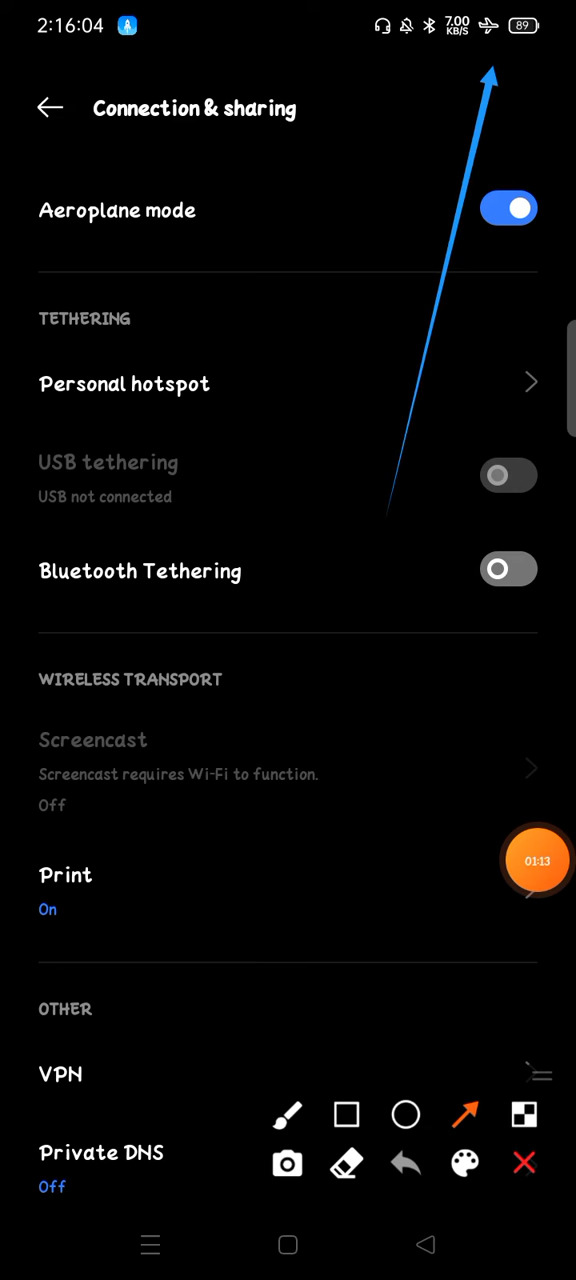 2:16:04
7.00
KB/S
89
Connection & sharing
Aeroplane mode
TETHERING
Personal hotspot
USB tethering
USB not connected
Bluetooth Tethering
WIRELESS TRANSPORT
Screencast
Screencast requires Wi-Fi to function.
Off
01:13
Print
On
OTHER
VPN
Private DNS
Off